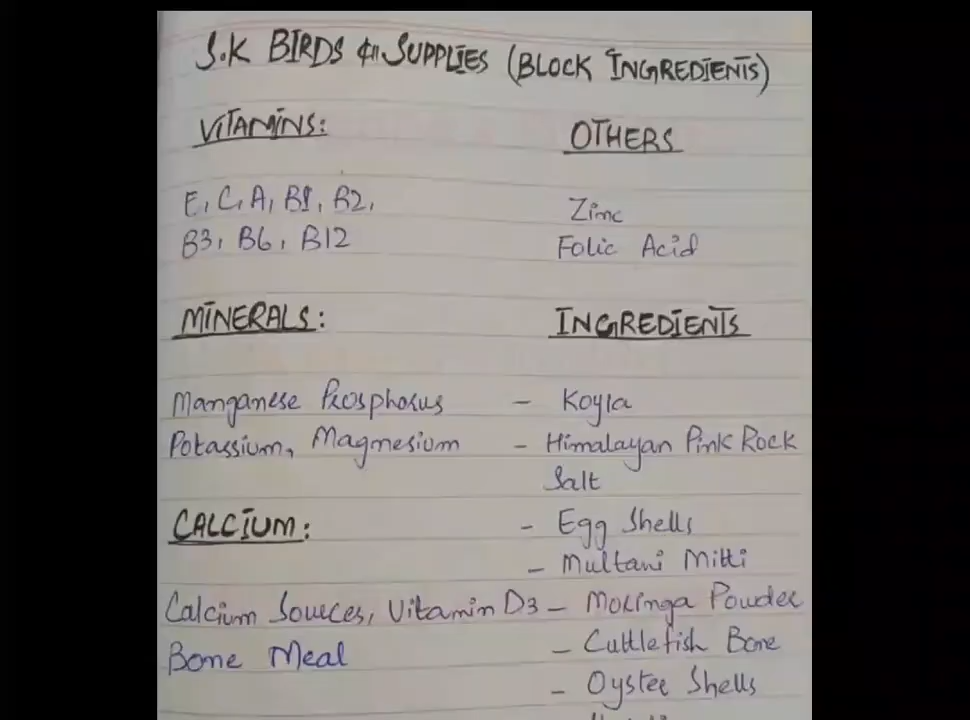 S.K BIRDS & SUPPLIES (BLOCK INGREDIENTS)
VITAMINS:
E, C, A, B1, B2,
B3, B6, B12
OTHERS
Zinc
Folic Acid
MINERALS:
Manganese Phosphorus
Potassium, Magnesium
CALCIUM:
Calcium Sources, Vitamin D3
Bone Meal
INGREDIENTS
- Koyla
- Himalayan Pink Rock
Salt
- Egg Shells
- Multani Mitti
- Moringa Powder
- Cuttlefish Bone
- Oyster Shells